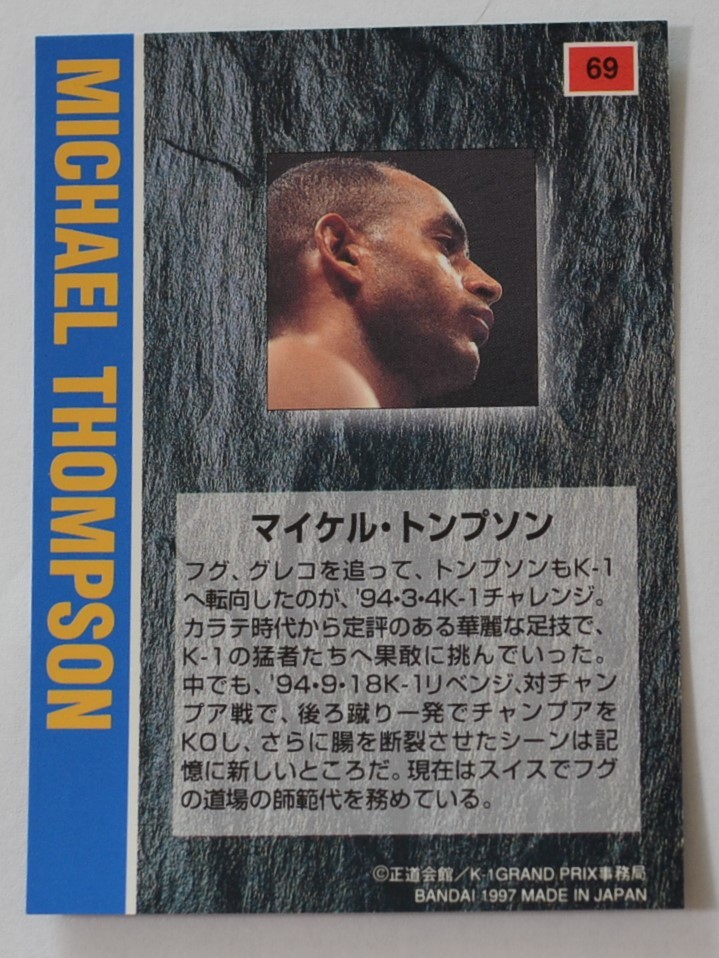 69
MICHAEL THOMPSON
マイケル・トンプソン
フグ、グレコを追って、トンプソンもK-1
へ転向したのが、'94・3・4K-1チャレンジ。
カラテ時代から定評のある華麗な足技で、
K-1の猛者たちへ果敢に挑んでいった。
中でも、'94・9・18K-1リベンジ、対チャン
プア戦で、後ろ蹴り一発でチャンプアを
KOし、さらに腸を断裂させたシーンは記
憶に新しいところだ。現在はスイスでフグ
の道場の師範代を務めている。
©正道会館／K-1GRAND PRIX事務局
BANDAI 1997 MADE IN JAPAN